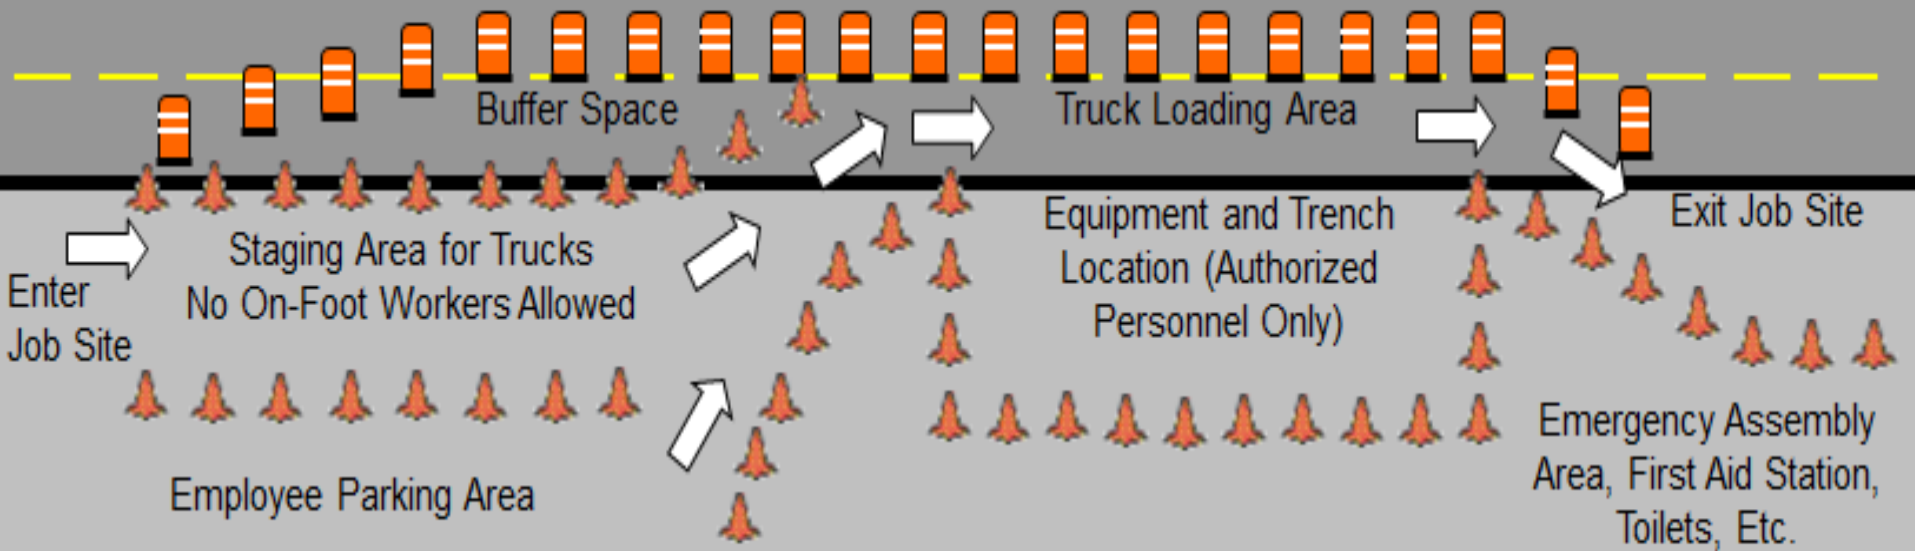 Buffer Space
Truck Loading Area
Staging Area for Trucks
No On-Foot Workers Allowed
Enter
Job Site
Equipment and Trench
Location (Authorized
Personnel Only)
Exit Job Site
Employee Parking Area
Emergency Assembly
Area, First Aid Station,
Toilets, Etc.